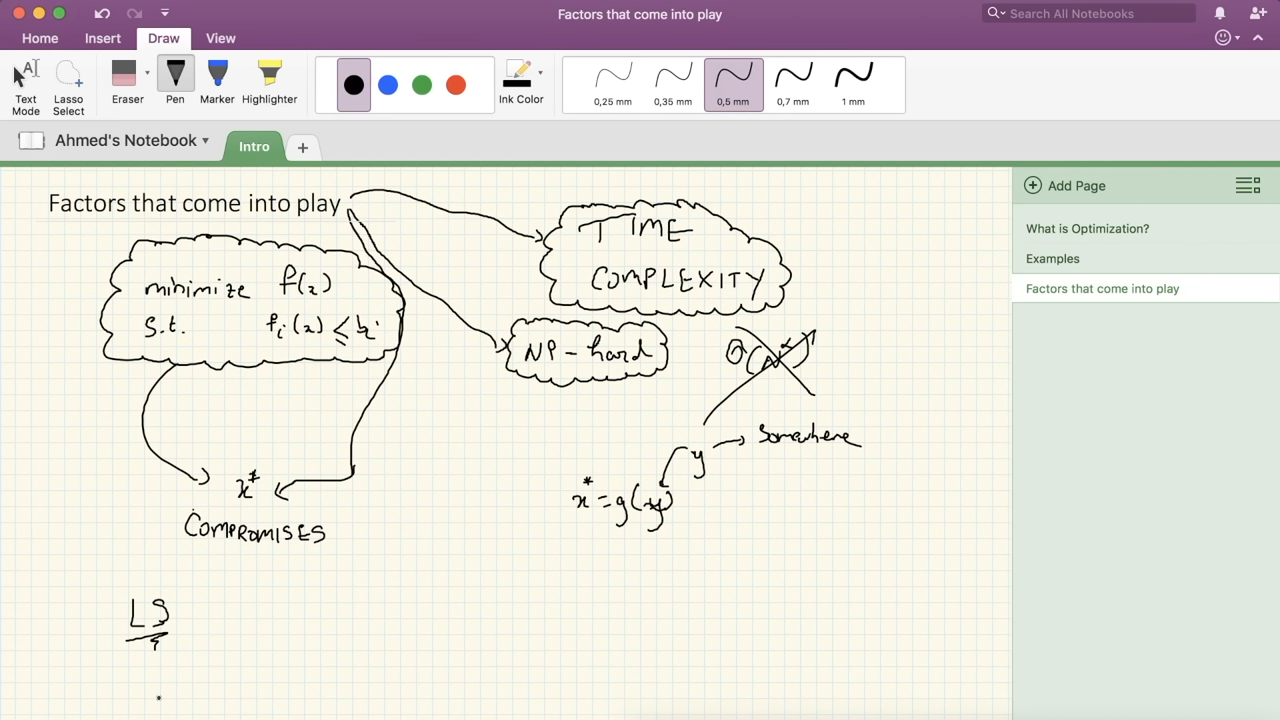 Factors that come into play
Search All Notebooks
Home Insert Draw View
Text Mode
Lasso Select
Eraser
Pen
Marker
Highlighter
Ink Color
0,25 mm
0,35 mm
0,5 mm
0,7 mm
1 mm
Ahmed's Notebook
Intro
Add Page
What is Optimization?
Examples
Factors that come into play
Factors that come into play
TIME
COMPLEXITY
minimize f(x)
s.t. fi(x) ≤ bi
NP-hard
y → Somewhere
x* = g(y)
x*
COMPROMISES
LS